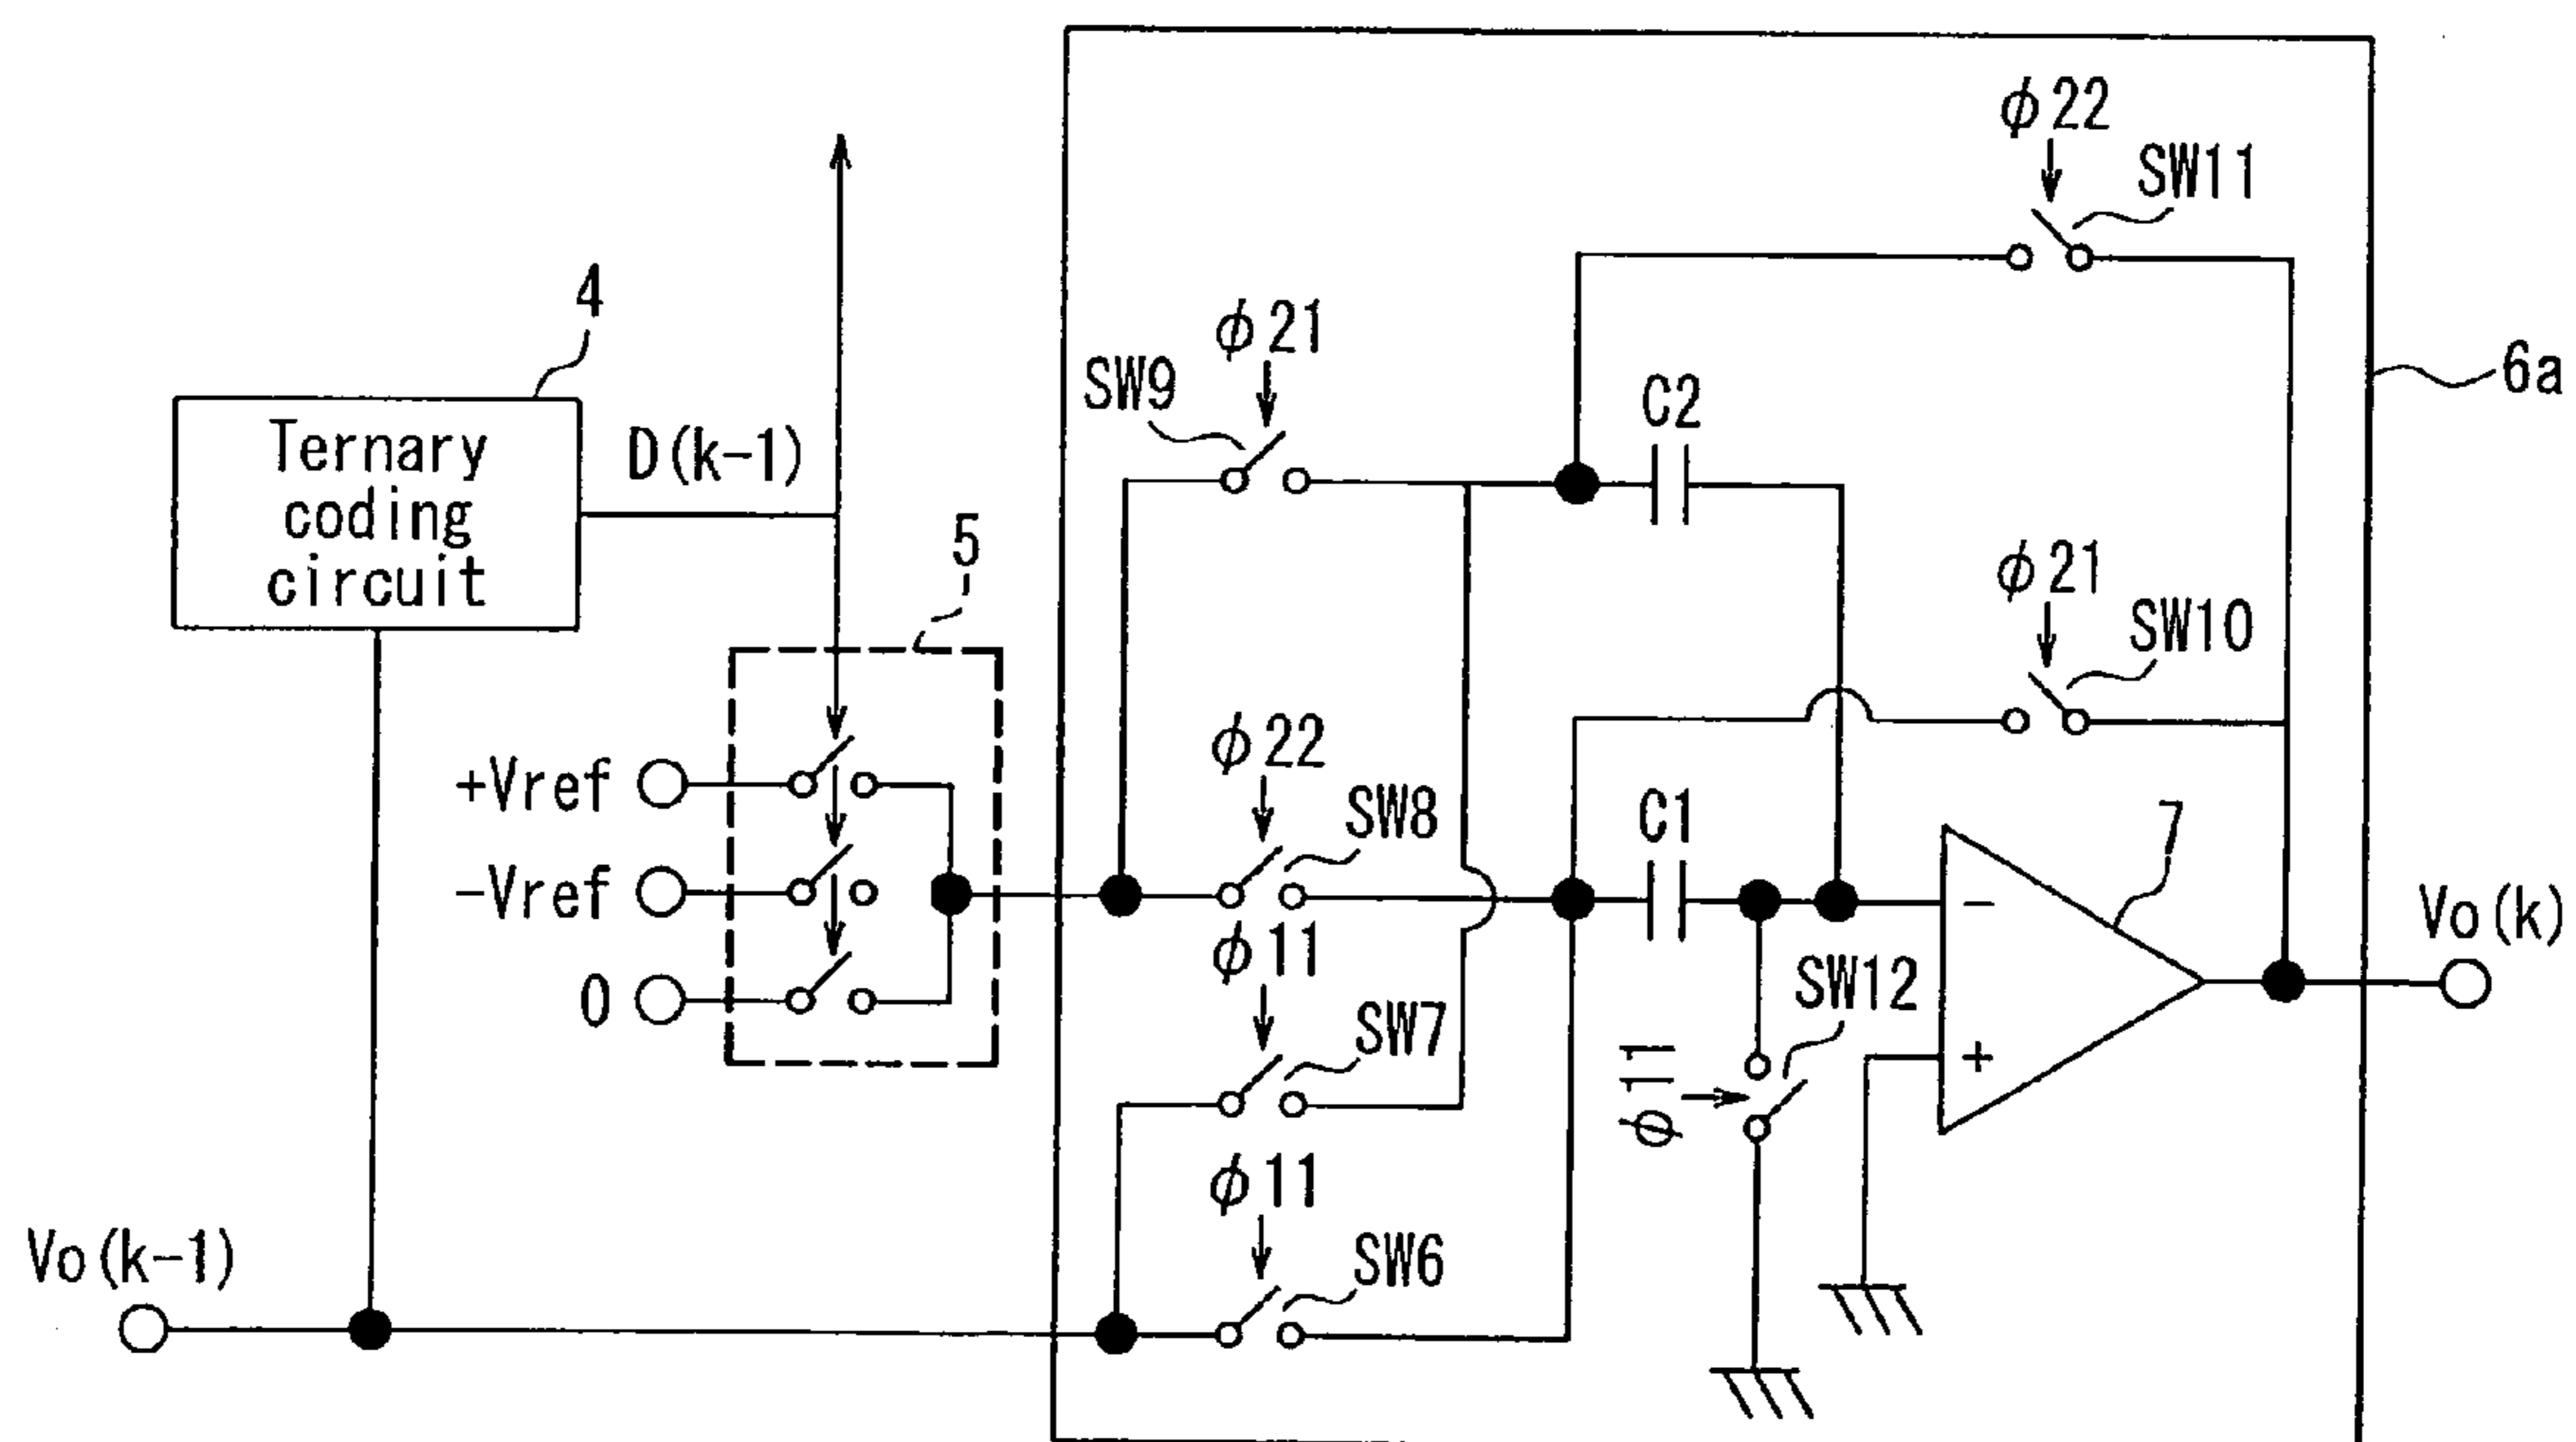 φ22
SW11
4
φ21
SW9
6a
C2
Ternary
coding
circuit
D(k-1)
5
φ21
SW10
φ22
SW8
C1
7
+Vref
-Vref
0
φ11
SW7
φ11
SW12
-
+
Vo(k)
φ11
SW6
Vo(k-1)